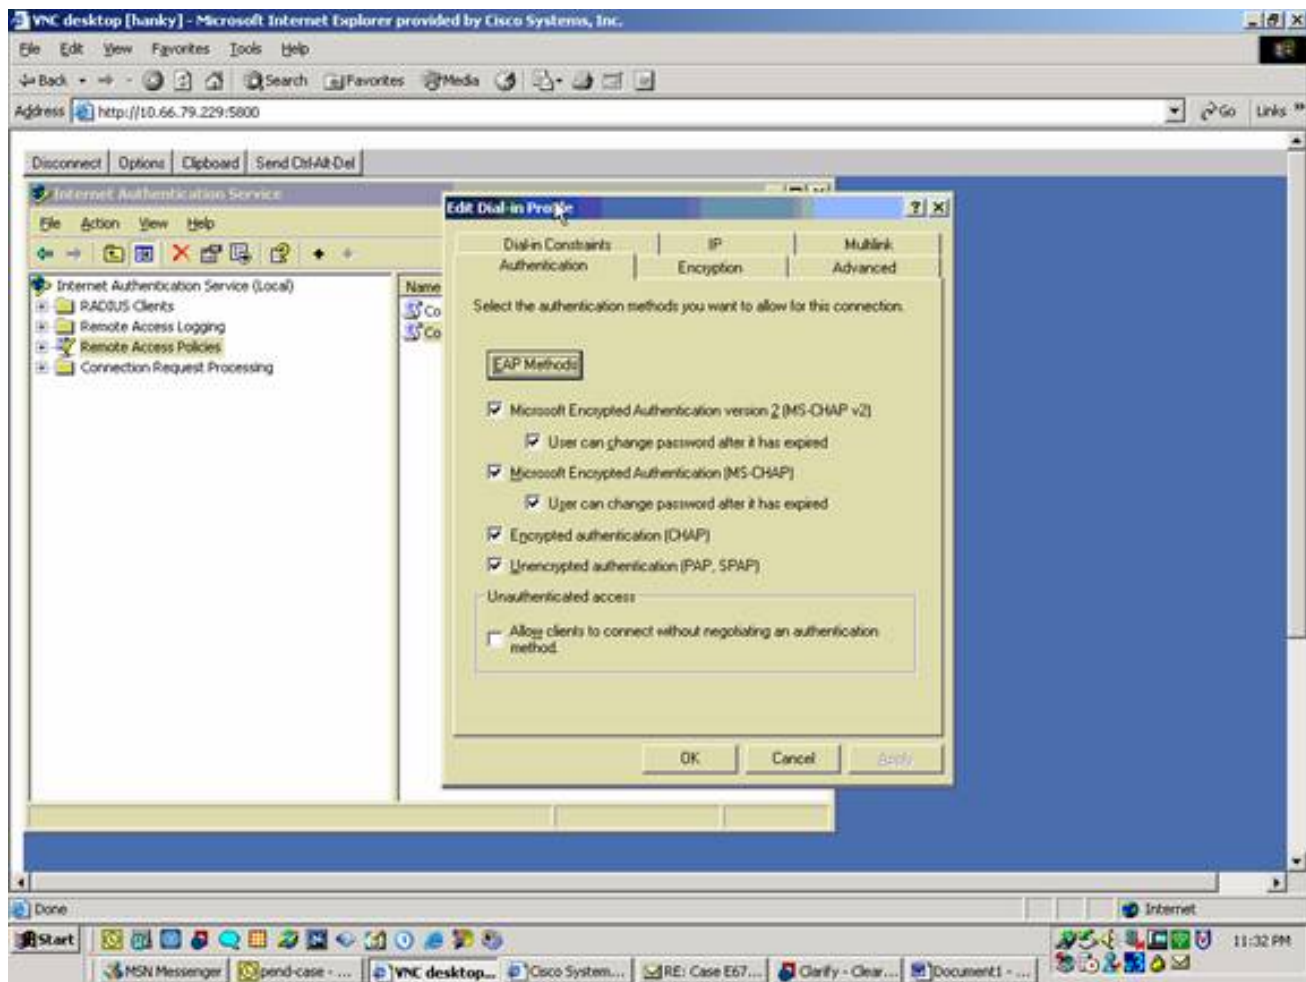 VNC desktop [hanky] - Microsoft Internet Explorer provided by Cisco Systems, Inc.
File Edit View Favorites Tools Help
Back Search Favorites Media
Address http://10.66.79.229:5800 Go Links »
Disconnect Options Clipboard Send Ctrl-Alt-Del
Internet Authentication Service
File Action View Help
Internet Authentication Service (Local)
RADIUS Clients
Remote Access Logging
Remote Access Policies
Connection Request Processing
Name
Co
Co
Edit Dial-in Profile
Dial-in Constraints IP Multilink
Authentication Encryption Advanced
Select the authentication methods you want to allow for this connection.
EAP Methods
Microsoft Encrypted Authentication version 2 (MS-CHAP v2)
User can change password after it has expired
Microsoft Encrypted Authentication (MS-CHAP)
User can change password after it has expired
Encrypted authentication (CHAP)
Unencrypted authentication (PAP, SPAP)
Unauthenticated access
Allow clients to connect without negotiating an authentication
method.
OK Cancel Apply
Done Internet
Start 11:32 PM
MSN Messenger pend-case - ... VNC desktop... Cisco System... RE: Case E67... Clarify - Clear... Document1 - ...